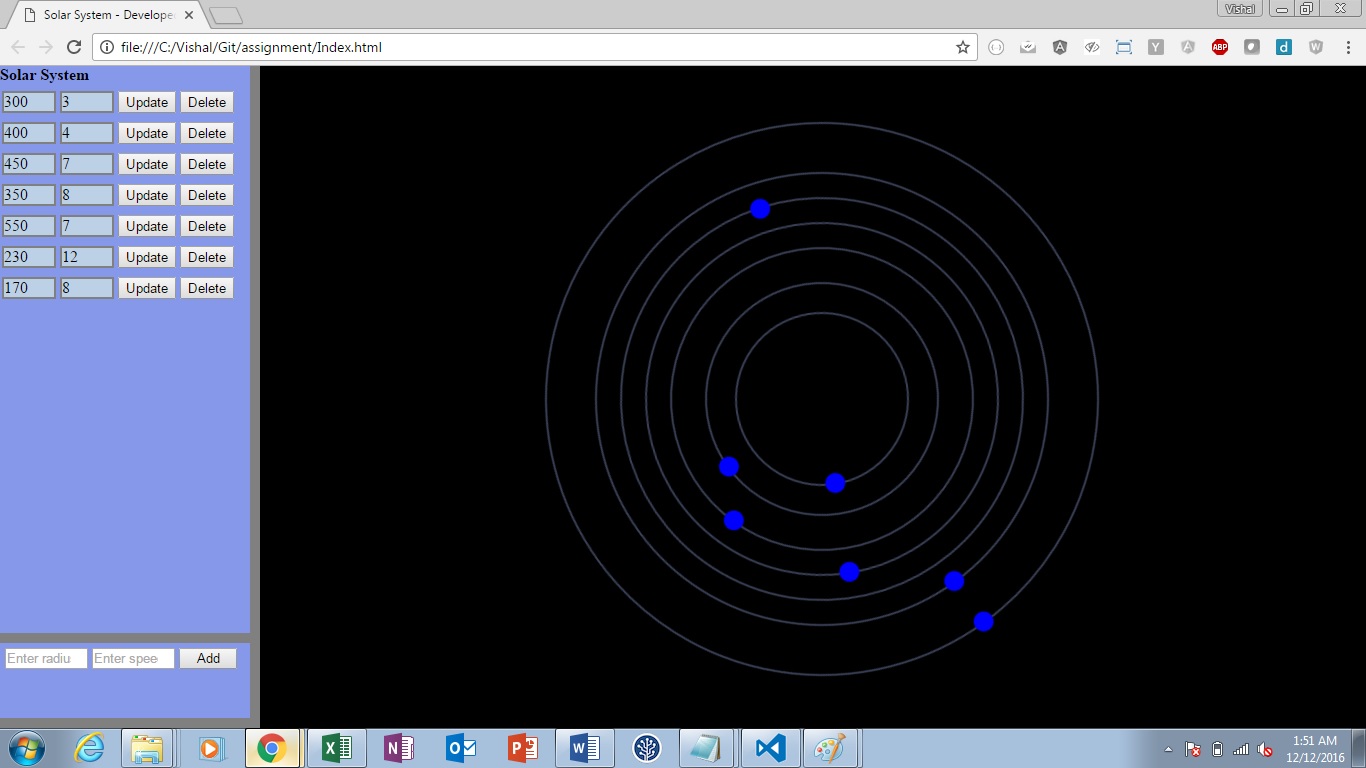 Vishal
Solar System - Develope
file:///C:/Vishal/Git/assignment/Index.html
Y ABP d W
Solar System
300 3 Update Delete
400 4 Update Delete
450 7 Update Delete
350 8 Update Delete
550 7 Update Delete
230 12 Update Delete
170 8 Update Delete
Enter radiu Enter spee Add
1:51 AM
12/12/2016